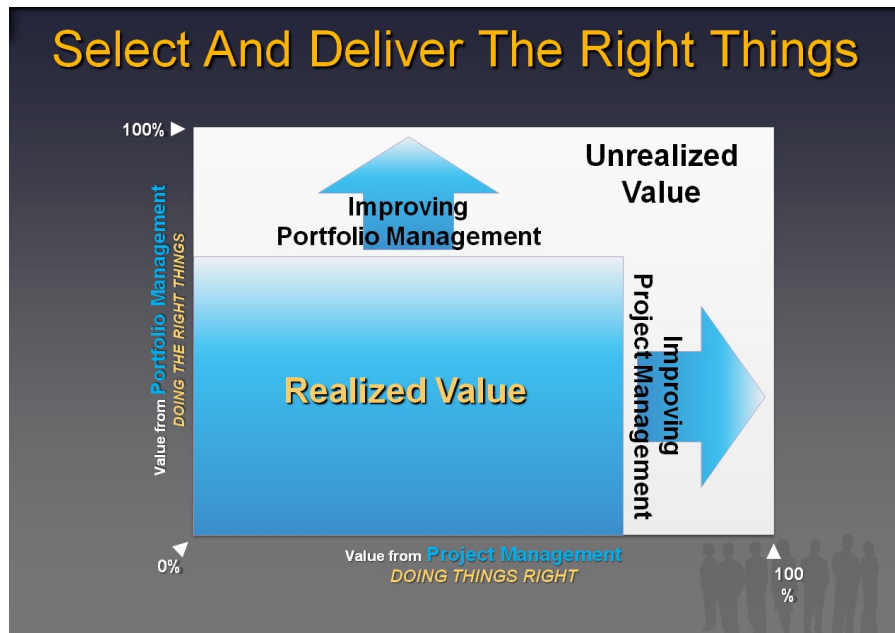 Select And Deliver The Right Things
100%
Unrealized
Value
Improving
Portfolio Management
Value from Portfolio Management
DOING THE RIGHT THINGS
Realized Value
Improving
Project Management
0%
Value from Project Management
DOING THINGS RIGHT
100
%